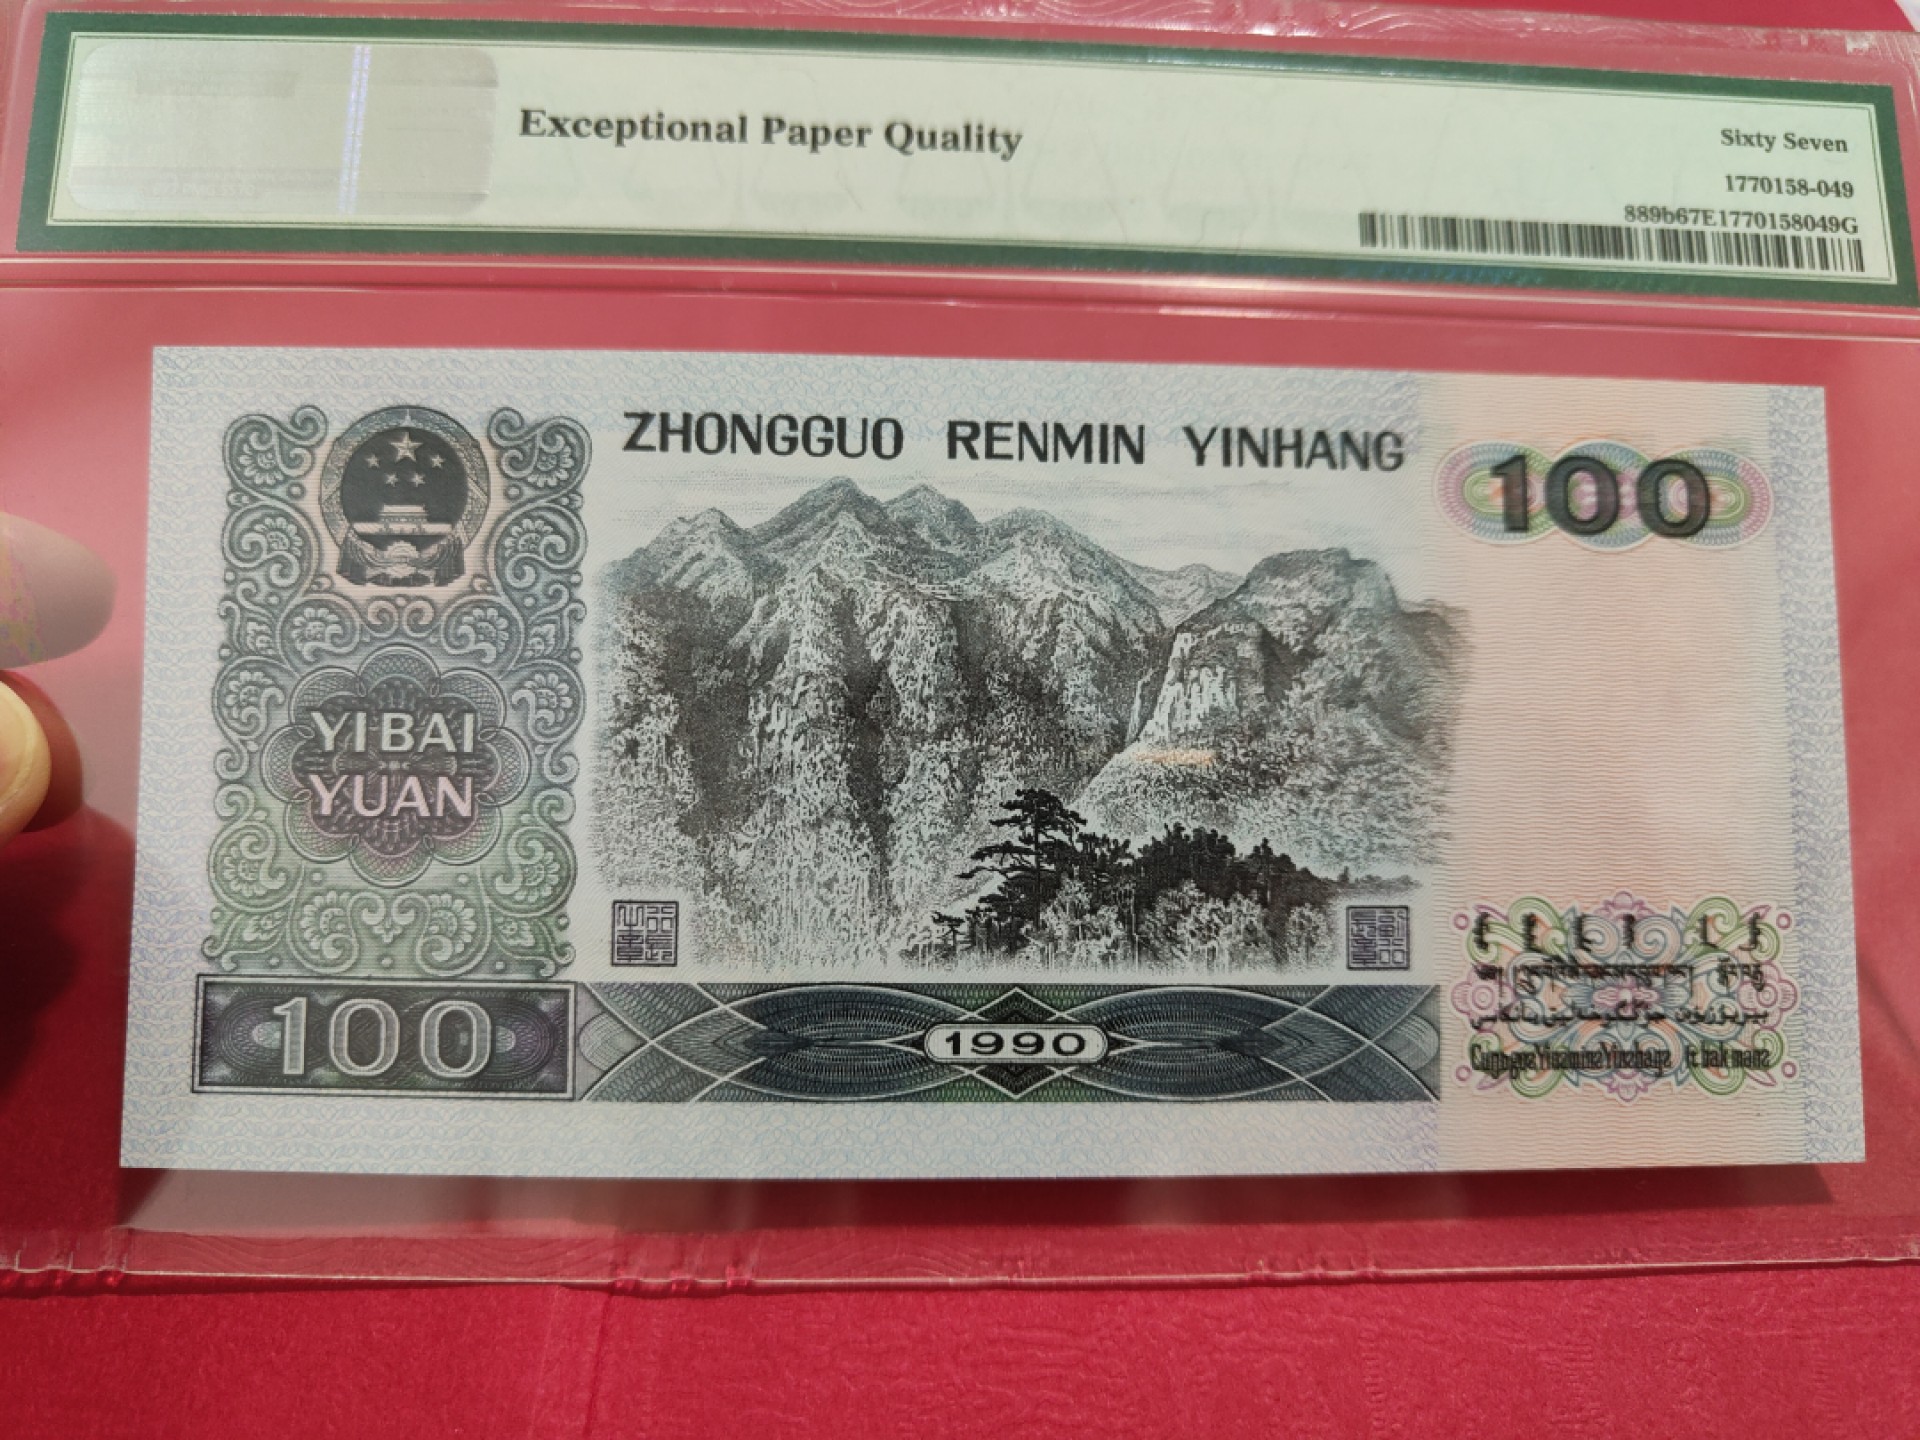 Exceptional Paper Quality
Sixty Seven
1770158-049
889b67E1770158049G
ZHONGGUO RENMIN YINHANG
100
YI BAI
YUAN
100
1990